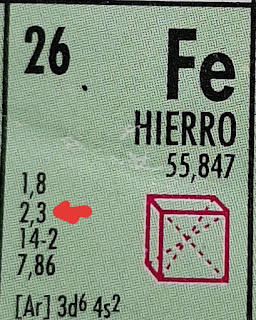 26 Fe
HIERRO
55,847
1,8
2,3
14-2
7,86
[Ar] 3d⁶ 4s²